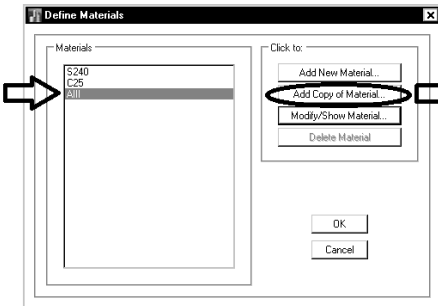 Define Materials
Materials
S240
C25
AIII
Click to:
Add New Material...
Add Copy of Material...
Modify/Show Material...
Delete Material
OK
Cancel